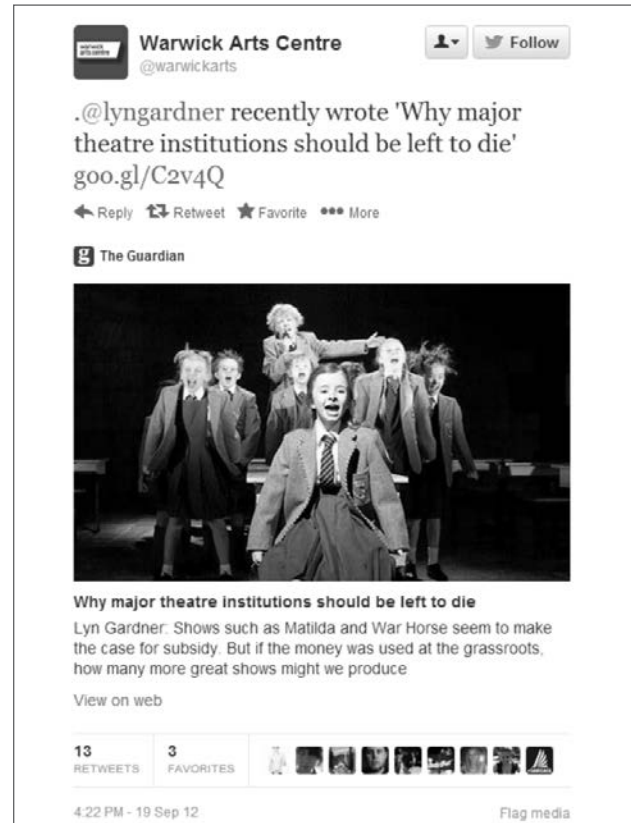 warwick
arts centre
Warwick Arts Centre
@warwickarts
Follow
.@lyngardner recently wrote 'Why major
theatre institutions should be left to die'
goo.gl/C2v4Q
Reply Retweet Favorite More
g The Guardian
Why major theatre institutions should be left to die
Lyn Gardner: Shows such as Matilda and War Horse seem to make
the case for subsidy. But if the money was used at the grassroots,
how many more great shows might we produce
View on web
13 3
RETWEETS FAVORITES
4:22 PM - 19 Sep 12 Flag media